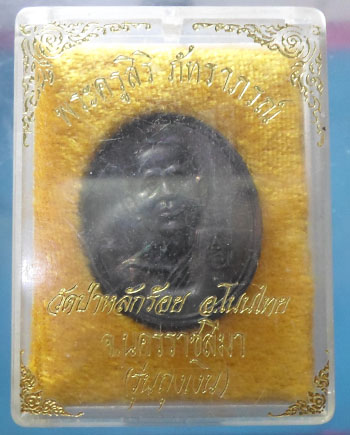 พระครูสิริ ภัทราภรณ์
วัดป่าหลักร้อย อ.โนนไทย
จ.นครราชสีมา
(รุ่นถุงเงิน)